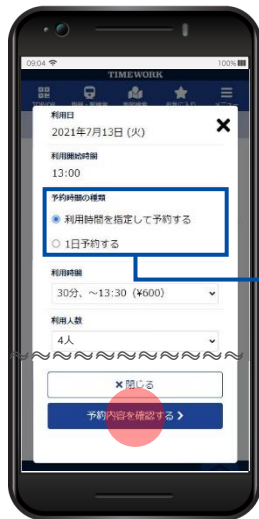 09:04 100%
TIMEWORK
利用日
2021年7月13日 (火)
利用開始時間
13:00
予約時間の種類
利用時間を指定して予約する
1日予約する
利用時間
30分、～13:30 (¥600)
利用人数
4人
×閉じる
予約内容を確認する